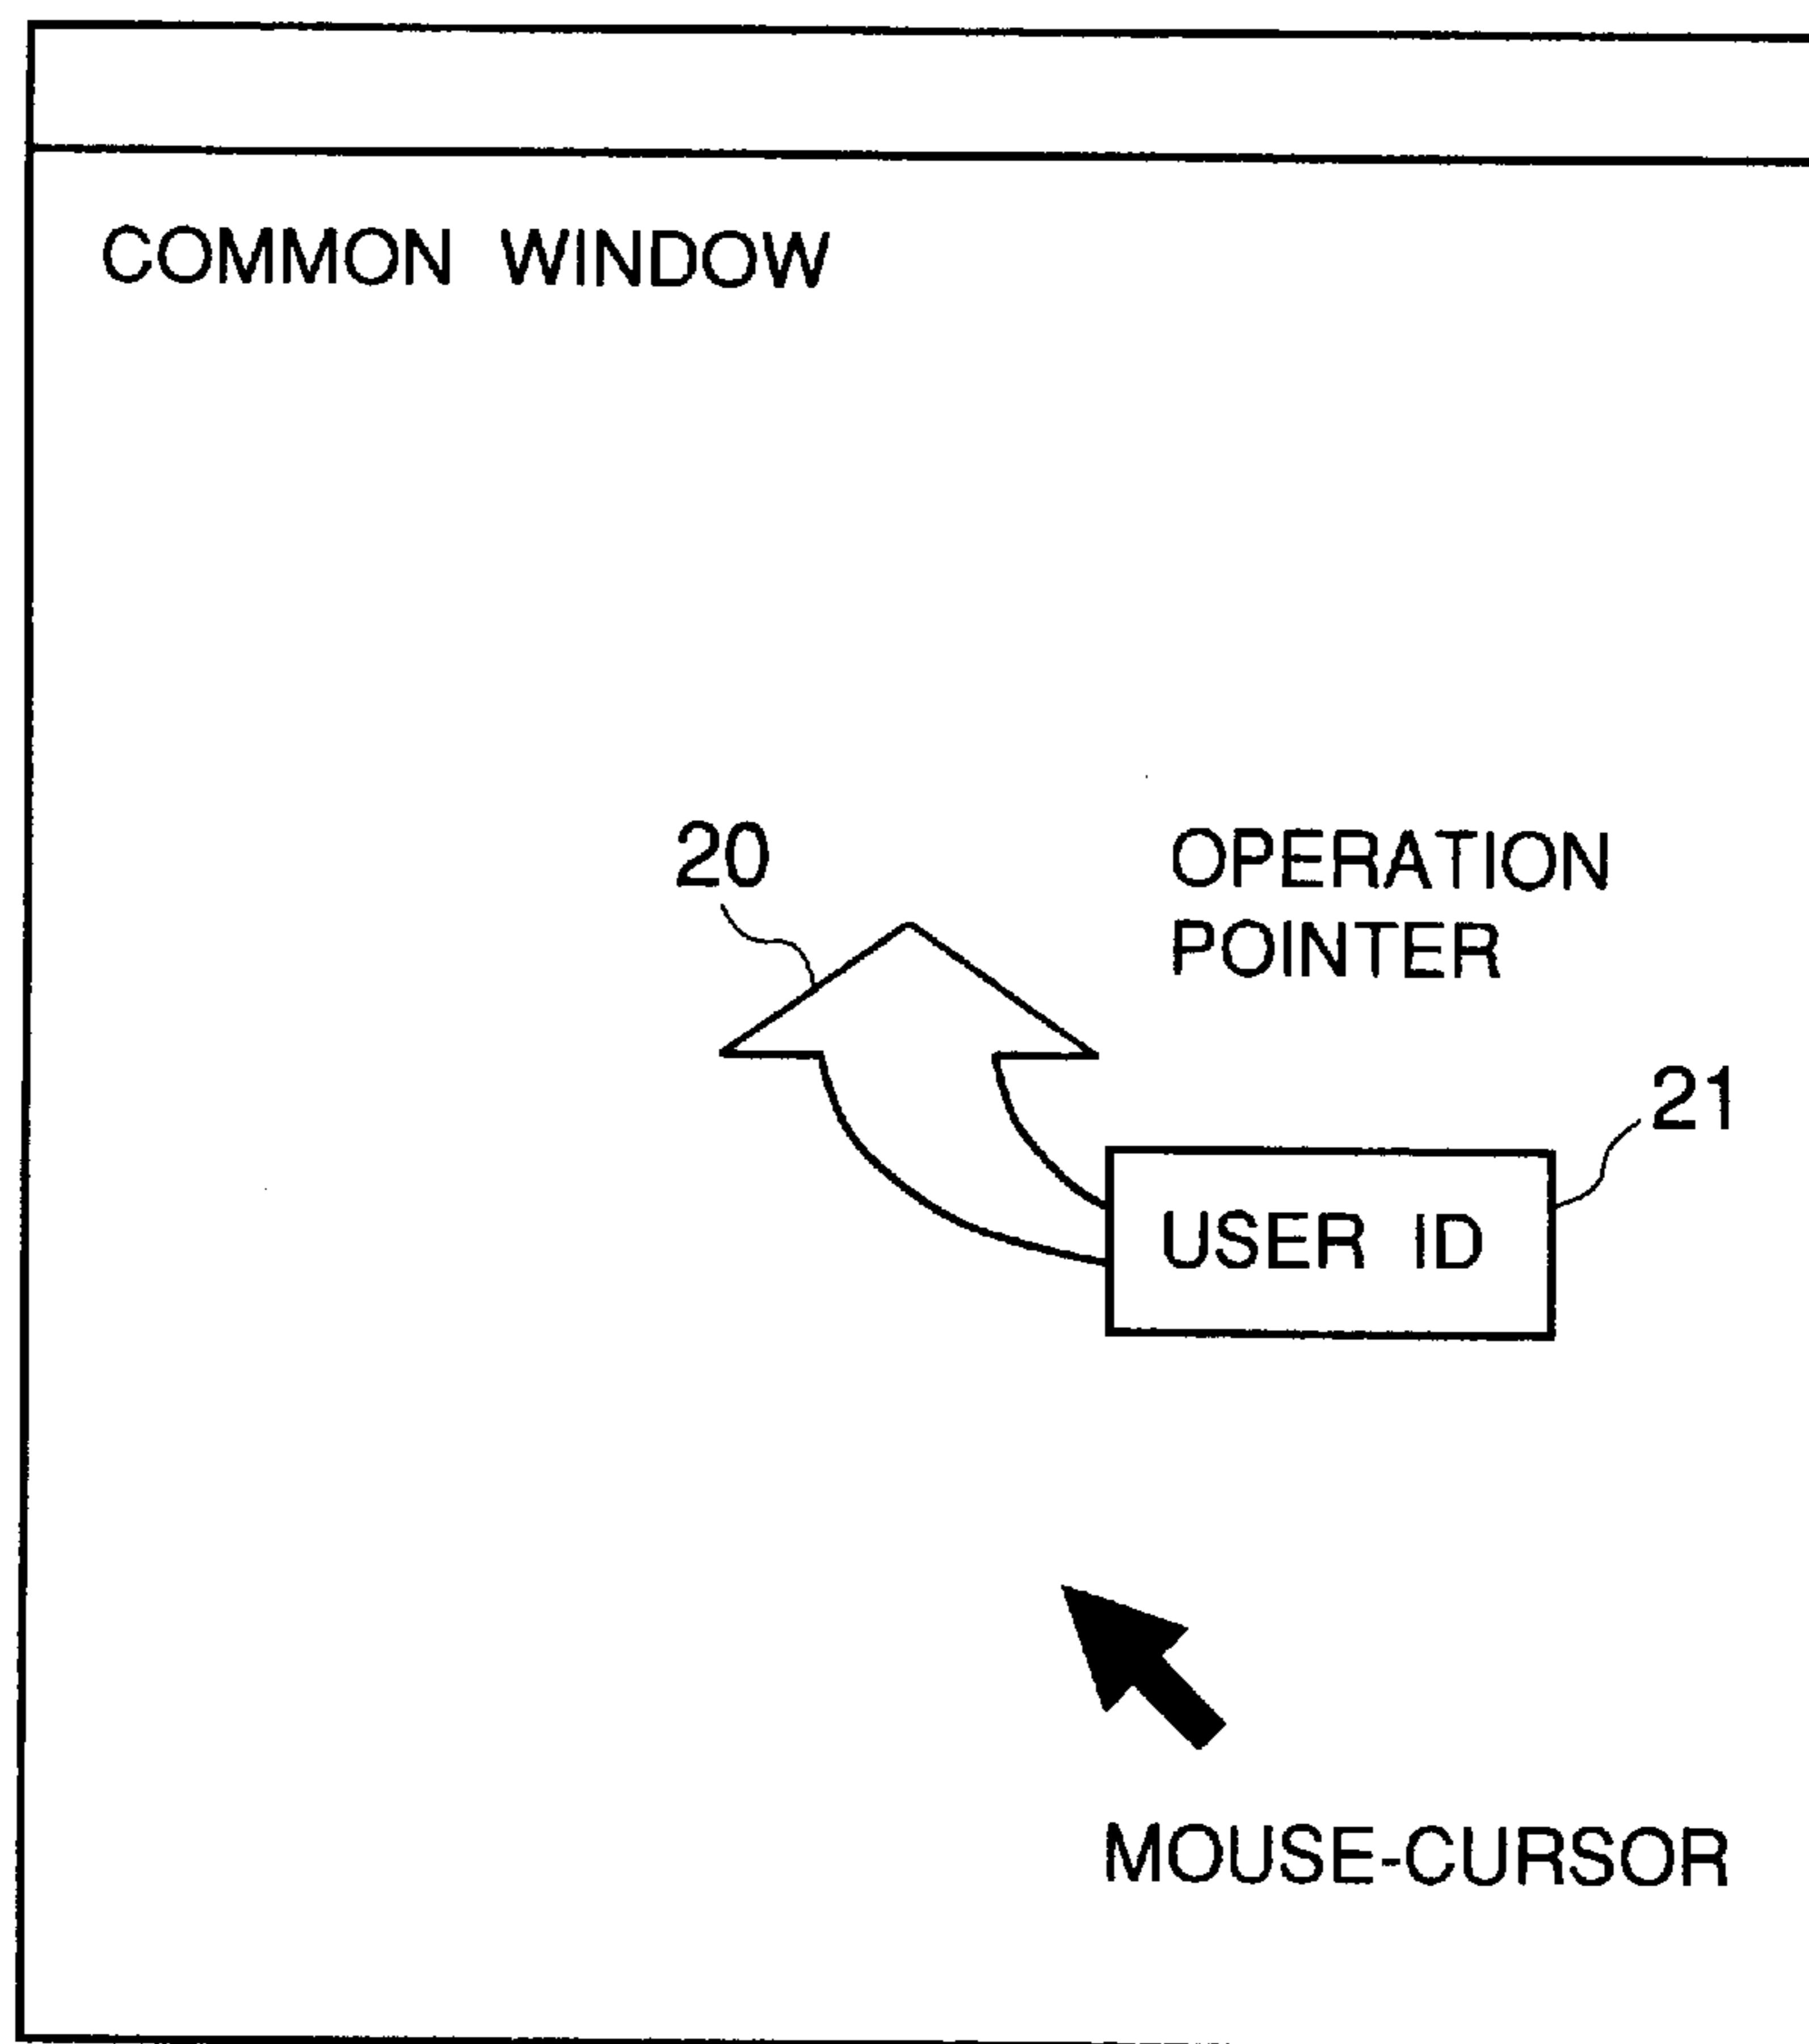 COMMON WINDOW
20
OPERATION
POINTER
21
USER ID
MOUSE-CURSOR